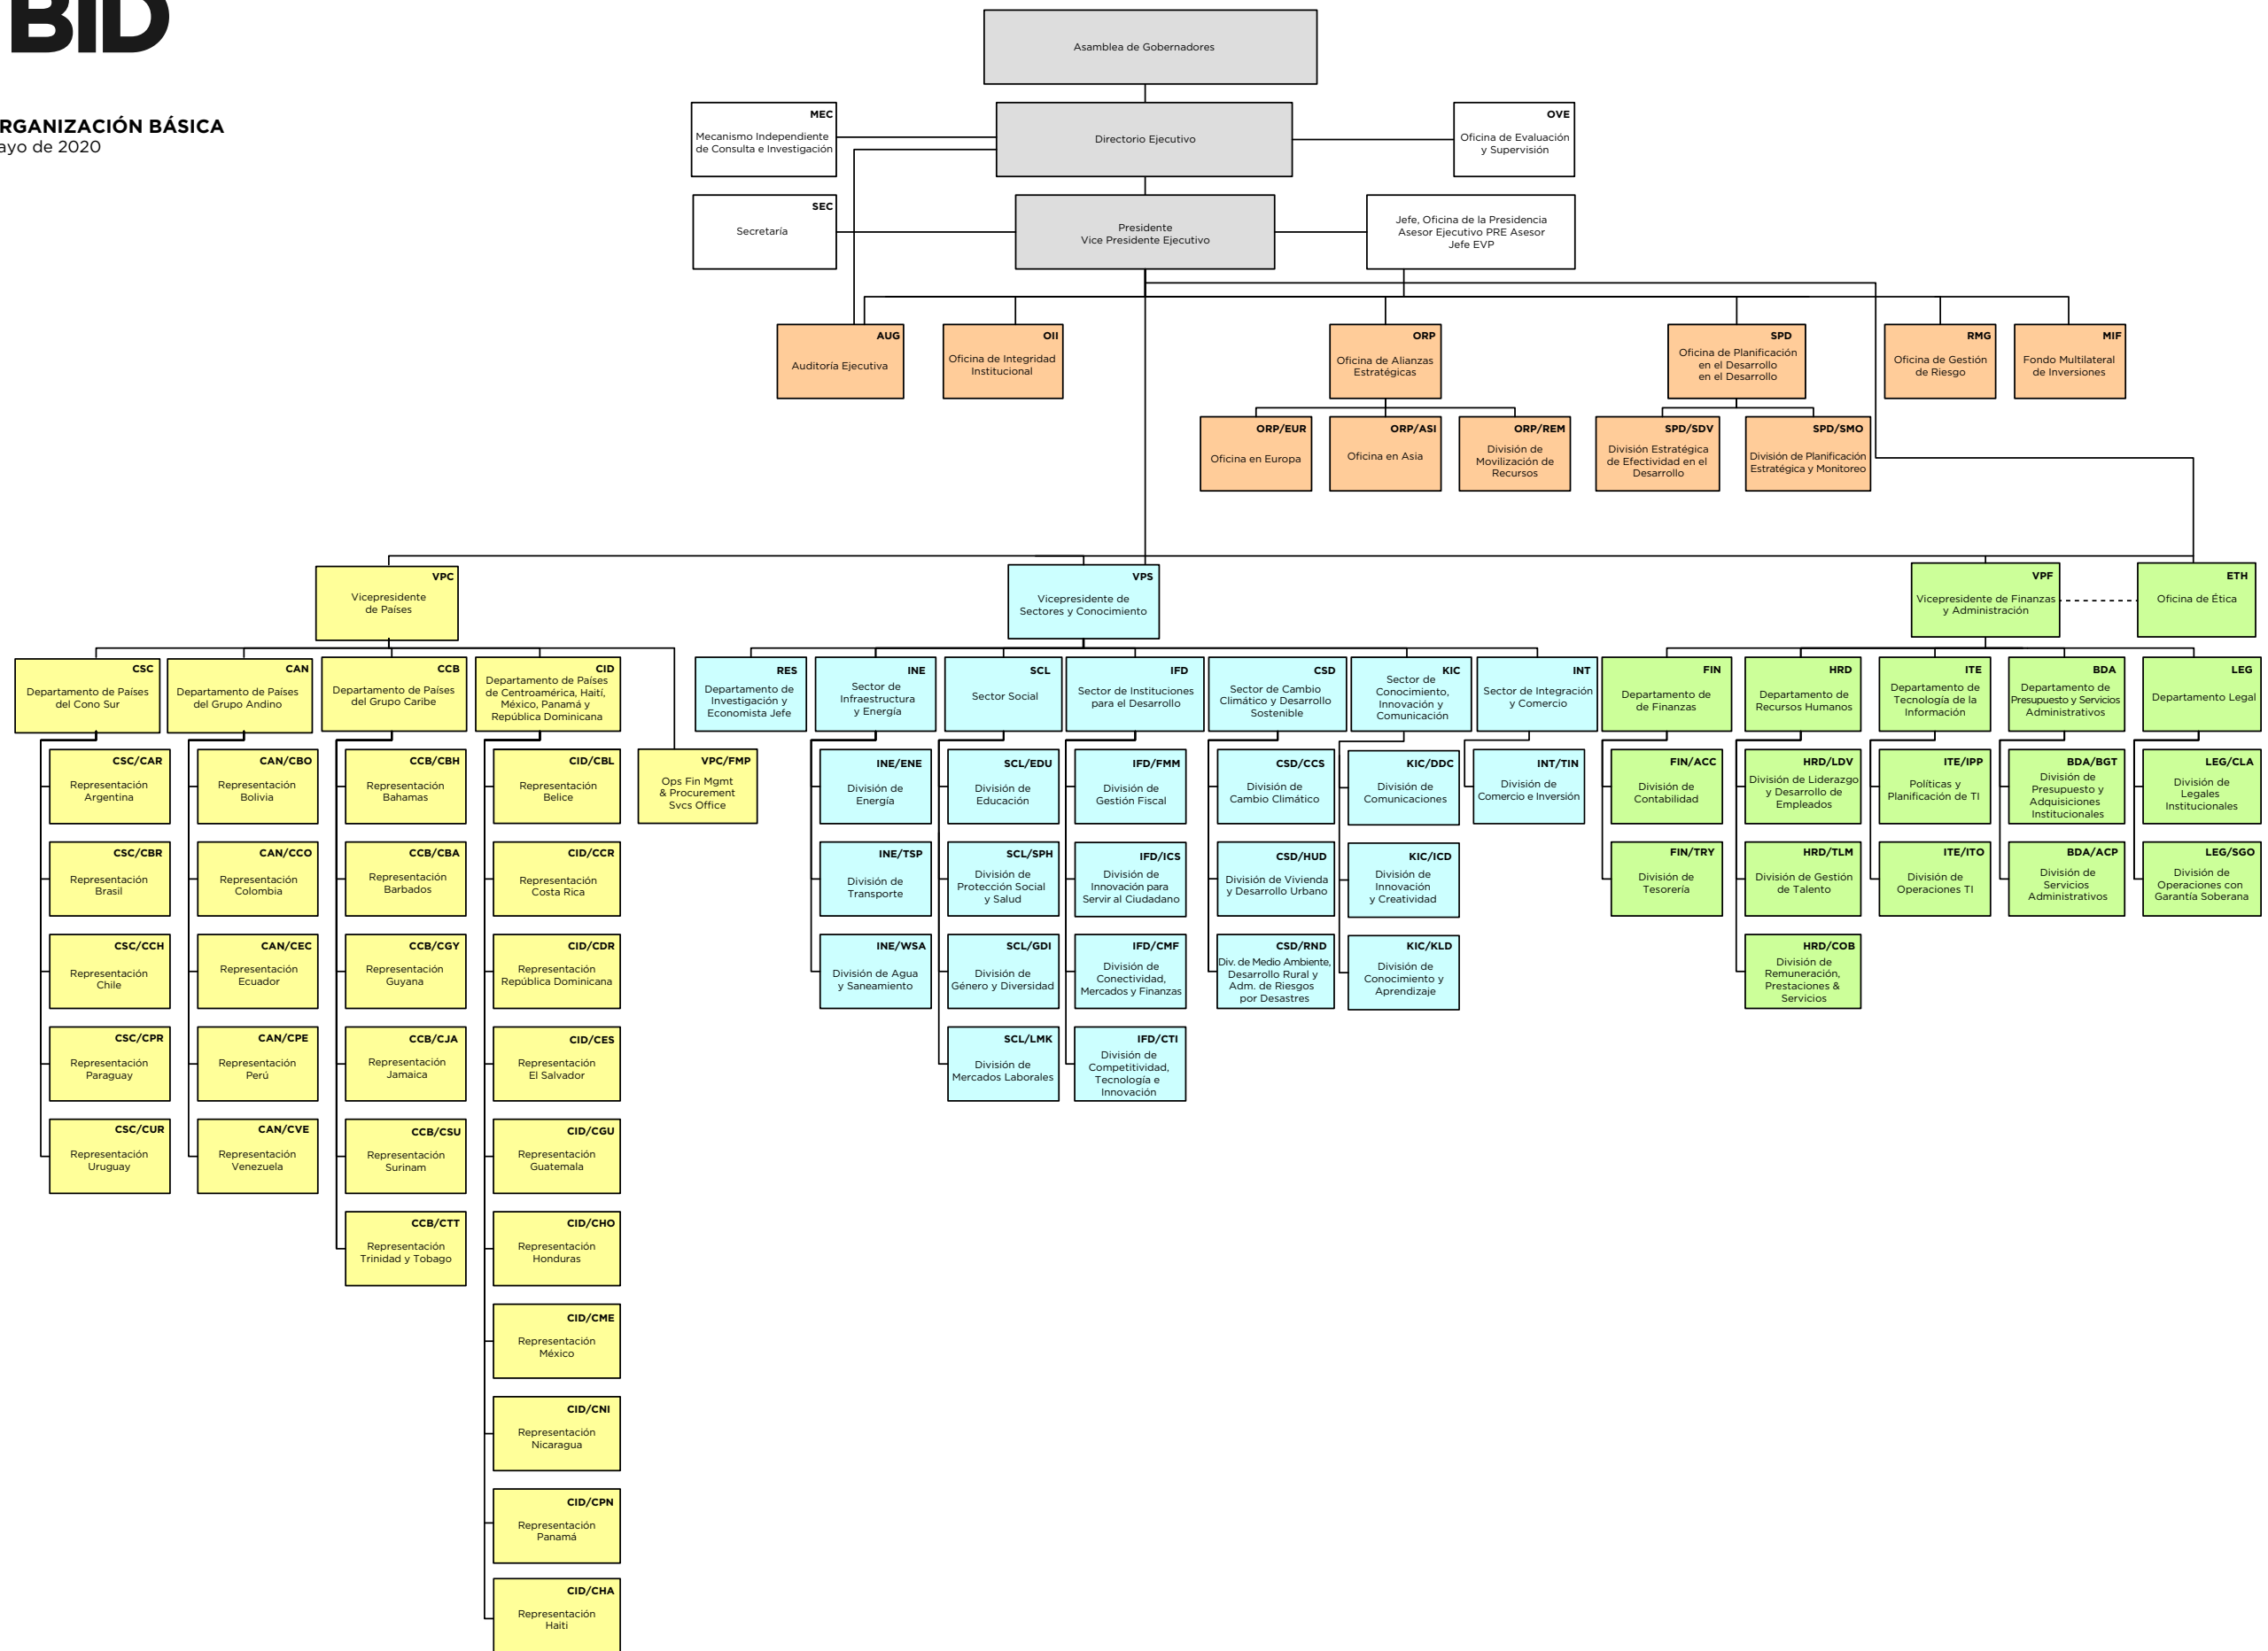 BID
RGANIZACIÓN BÁSICA
ayo de 2020
Asamblea de Gobernadores
MEC
Mecanismo Independiente
de Consulta e Investigación
Directorio Ejecutivo
OVE
Oficina de Evaluación
y Supervisión
SEC
Secretaría
Presidente
Vice Presidente Ejecutivo
Jefe, Oficina de la Presidencia
Asesor Ejecutivo PRE Asesor
Jefe EVP
AUG
Auditoría Ejecutiva
OII
Oficina de Integridad
Institucional
ORP
Oficina de Alianzas
Estratégicas
SPD
Oficina de Planificación
en el Desarrollo
en el Desarrollo
RMG
Oficina de Gestión
de Riesgo
MIF
Fondo Multilateral
de Inversiones
ORP/EUR
Oficina en Europa
ORP/ASI
Oficina en Asia
ORP/REM
División de
Movilización de
Recursos
SPD/SDV
División Estratégica
de Efectividad en el
Desarrollo
SPD/SMO
División de Planificación
Estratégica y Monitoreo
VPC
Vicepresidente
de Países
VPS
Vicepresidente de
Sectores y Conocimiento
VPF
Vicepresidente de Finanzas
y Administración
ETH
Oficina de Ética
CSC
Departamento de Países
del Cono Sur
CAN
Departamento de Países
del Grupo Andino
CCB
Departamento de Países
del Grupo Caribe
CID
Departamento de Países
de Centroamérica, Haití,
México, Panamá y
República Dominicana
RES
Departamento de
Investigación y
Economista Jefe
INE
Sector de
Infraestructura
y Energía
SCL
Sector Social
IFD
Sector de Instituciones
para el Desarrollo
CSD
Sector de Cambio
Climático y Desarrollo
Sostenible
KIC
Sector de
Conocimiento,
Innovación y
Comunicación
INT
Sector de Integración
y Comercio
FIN
Departamento de
de Finanzas
HRD
Departamento de
Recursos Humanos
ITE
Departamento de
Tecnología de la
Información
BDA
Departamento de
Presupuesto y Servicios
Administrativos
LEG
Departamento Legal
CSC/CAR
Representación
Argentina
CAN/CBO
Representación
Bolivia
CCB/CBH
Representación
Bahamas
CID/CBL
Representación
Belice
VPC/FMP
Ops Fin Mgmt
& Procurement
Svcs Office
INE/ENE
División de
Energía
SCL/EDU
División de
Educación
IFD/FMM
División de
Gestión Fiscal
CSD/CCS
División de
Cambio Climático
KIC/DDC
División de
Comunicaciones
INT/TIN
División de
Comercio e Inversión
FIN/ACC
División de
Contabilidad
HRD/LDV
División de Liderazgo
y Desarrollo de
Empleados
ITE/IPP
Políticas y
Planificación de TI
BDA/BGT
División de
Presupuesto y
Adquisiciones
Institucionales
LEG/CLA
División de
Legales
Institucionales
CSC/CBR
Representación
Brasil
CAN/CCO
Representación
Colombia
CCB/CBA
Representación
Barbados
CID/CCR
Representación
Costa Rica
INE/TSP
División de
Transporte
SCL/SPH
División de
Protección Social
y Salud
IFD/ICS
División de
Innovación para
Servir al Ciudadano
CSD/HUD
División de Vivienda
y Desarrollo Urbano
KIC/ICD
División de
Innovación
y Creatividad
FIN/TRY
División de
Tesorería
HRD/TLM
División de Gestión
de Talento
ITE/ITO
División de
Operaciones TI
BDA/ACP
División de
Servicios
Administrativos
LEG/SGO
División de
Operaciones con
Garantía Soberana
CSC/CCH
Representación
Chile
CAN/CEC
Representación
Ecuador
CCB/CGY
Representación
Guyana
CID/CDR
Representación
República Dominicana
INE/WSA
División de Agua
y Saneamiento
SCL/GDI
División de
Género y Diversidad
IFD/CMF
División de
Conectividad,
Mercados y Finanzas
CSD/RND
Div. de Medio Ambiente,
Desarrollo Rural y
Adm. de Riesgos
por Desastres
KIC/KLD
División de
Conocimiento y
Aprendizaje
HRD/COB
División de
Remuneración,
Prestaciones &
Servicios
CSC/CPR
Representación
Paraguay
CAN/CPE
Representación
Perú
CCB/CJA
Representación
Jamaica
CID/CES
Representación
El Salvador
SCL/LMK
División de
Mercados Laborales
IFD/CTI
División de
Competitividad,
Tecnología e
Innovación
CSC/CUR
Representación
Uruguay
CAN/CVE
Representación
Venezuela
CCB/CSU
Representación
Surinam
CID/CGU
Representación
Guatemala
CCB/CTT
Representación
Trinidad y Tobago
CID/CHO
Representación
Honduras
CID/CME
Representación
México
CID/CNI
Representación
Nicaragua
CID/CPN
Representación
Panamá
CID/CHA
Representación
Haiti